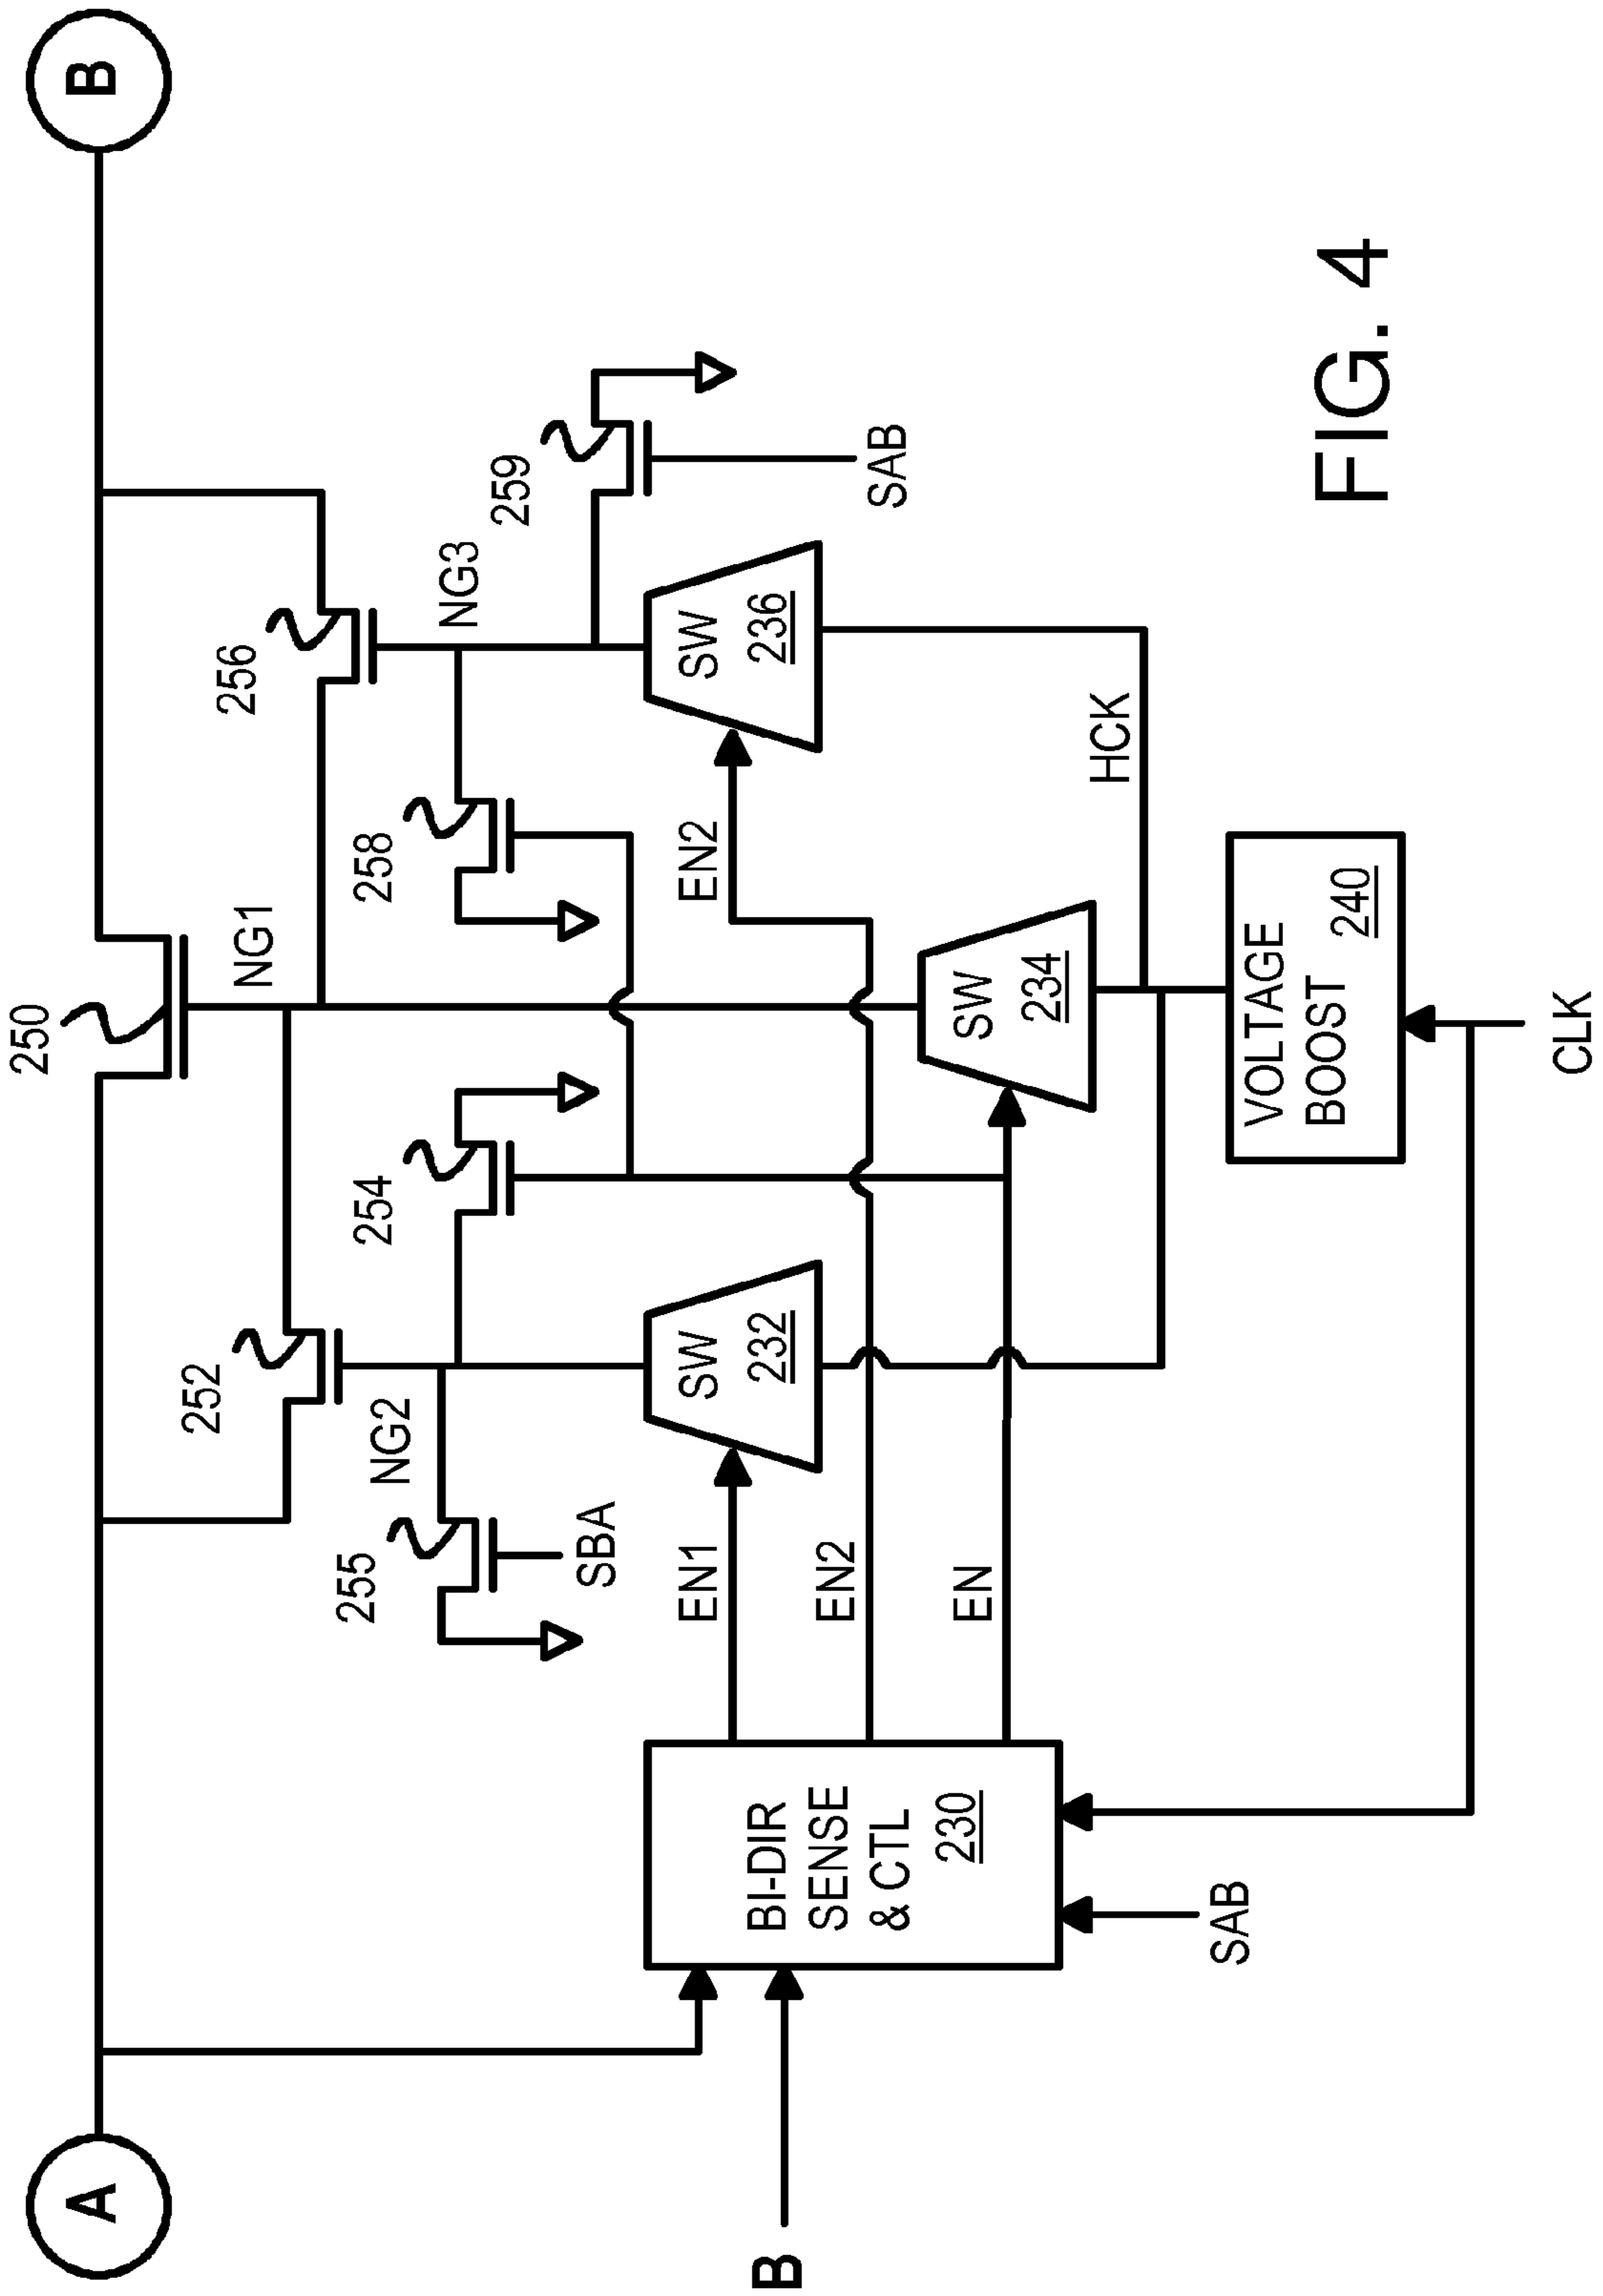 A
B
250
NG1
252
256
NG2
254
258
NG3
255
259
SBA
SAB
SW
232
SW
236
EN1
EN2
EN2
EN
BI-DIR
SENSE
& CTL
230
B
SW
234
HCK
SAB
VOLTAGE
BOOST
240
CLK
FIG. 4